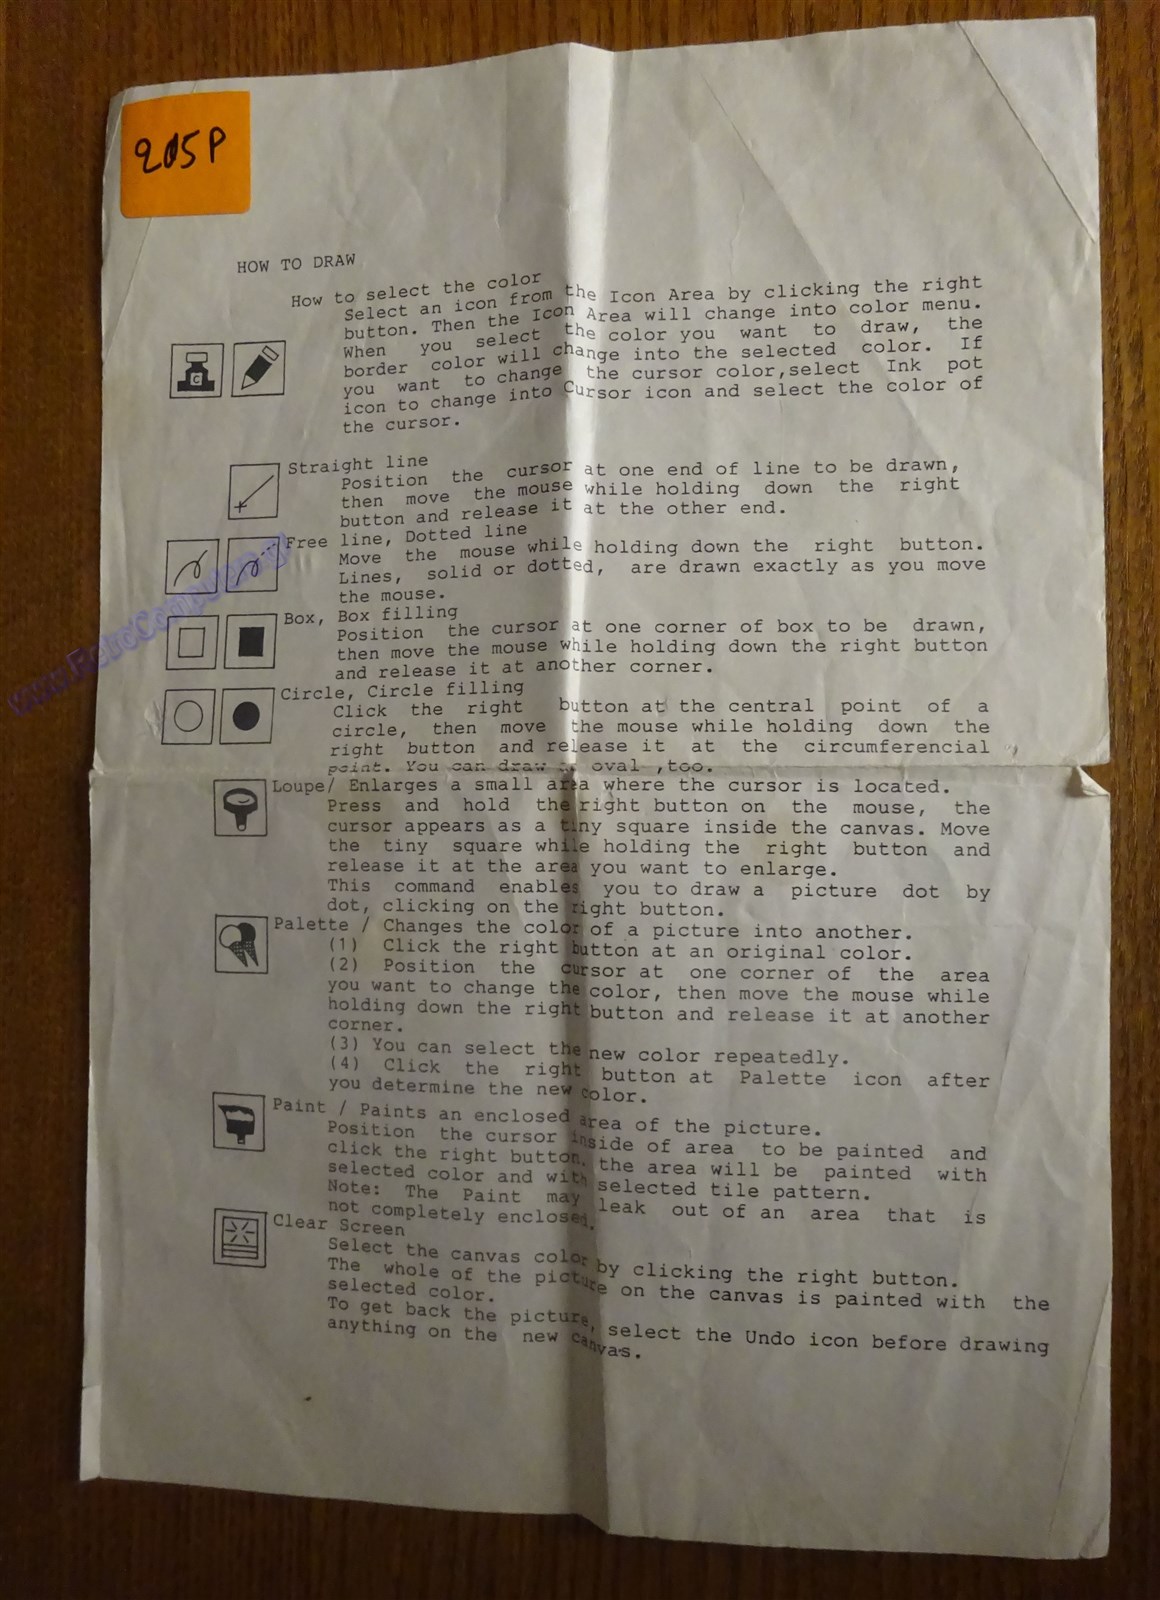 205P
HOW TO DRAW
How to select the color
Select an icon from the Icon Area by clicking the right
button. Then the Icon Area will change into color menu.
When you select the color you want to draw, the
border color will change into the selected color. If
you want to change the cursor color,select Ink pot
icon to change into Cursor icon and select the color of
the cursor.
C
Straight line
Position the cursor at one end of line to be drawn,
then move the mouse while holding down the right
button and release it at the other end.
Free line, Dotted line
Move the mouse while holding down the right button.
Lines, solid or dotted, are drawn exactly as you move
the mouse.
Box, Box filling
Position the cursor at one corner of box to be drawn,
then move the mouse while holding down the right button
and release it at another corner.
Circle, Circle filling
Click the right button at the central point of a
circle, then move the mouse while holding down the
right button and release it at the circumferencial
point. You can draw oval ,too.
Loupe/ Enlarges a small area where the cursor is located.
Press and hold the right button on the mouse, the
cursor appears as a tiny square inside the canvas. Move
the tiny square while holding the right button and
release it at the area you want to enlarge.
This command enables you to draw a picture dot by
dot, clicking on the right button.
Palette / Changes the color of a picture into another.
(1) Click the right button at an original color.
(2) Position the cursor at one corner of the area
you want to change the color, then move the mouse while
holding down the right button and release it at another
corner.
(3) You can select the new color repeatedly.
(4) Click the right button at Palette icon after
you determine the new color.
Paint / Paints an enclosed area of the picture.
Position the cursor inside of area to be painted and
click the right button. the area will be painted with
selected color and with selected tile pattern.
Note: The Paint may leak out of an area that is
not completely enclosed.
Clear Screen
Select the canvas color by clicking the right button.
The whole of the picture on the canvas is painted with the
selected color.
To get back the picture, select the Undo icon before drawing
anything on the new canvas.